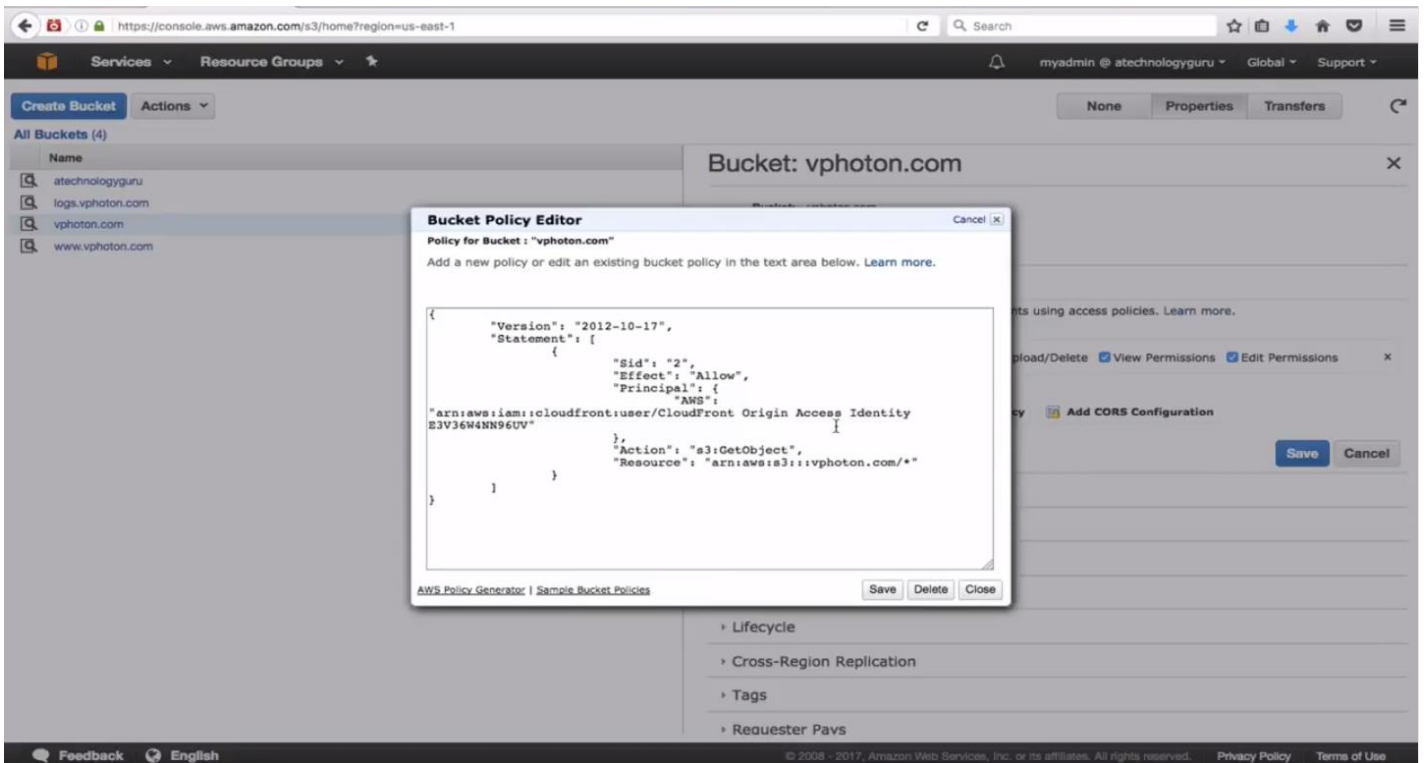 https://console.aws.amazon.com/s3/home?region=us-east-1
Search
Services
Resource Groups
myadmin @ atechnologyguru
Global
Support
Create Bucket
Actions
None
Properties
Transfers
All Buckets (4)
Name
atechnologyguru
logs.vphoton.com
vphoton.com
www.vphoton.com
Bucket: vphoton.com
Bucket Policy Editor
Cancel
Policy for Bucket : "vphoton.com"
Add a new policy or edit an existing bucket policy in the text area below. Learn more.
{
"Version": "2012-10-17",
"Statement": [
{
"Sid": "2",
"Effect": "Allow",
"Principal": {
"AWS":
"arn:aws:iam::cloudfront:user/CloudFront Origin Access Identity
E3V36W4NN96UV"
},
"Action": "s3:GetObject",
"Resource": "arn:aws:s3:::vphoton.com/*"
}
]
}
AWS Policy Generator | Sample Bucket Policies
Save
Delete
Close
using access policies. Learn more.
pload/Delete
View Permissions
Edit Permissions
Add CORS Configuration
Save
Cancel
Lifecycle
Cross-Region Replication
Tags
Requester Pays
Feedback
English
© 2008 - 2017, Amazon Web Services, Inc. or its affiliates. All rights reserved.
Privacy Policy
Terms of Use